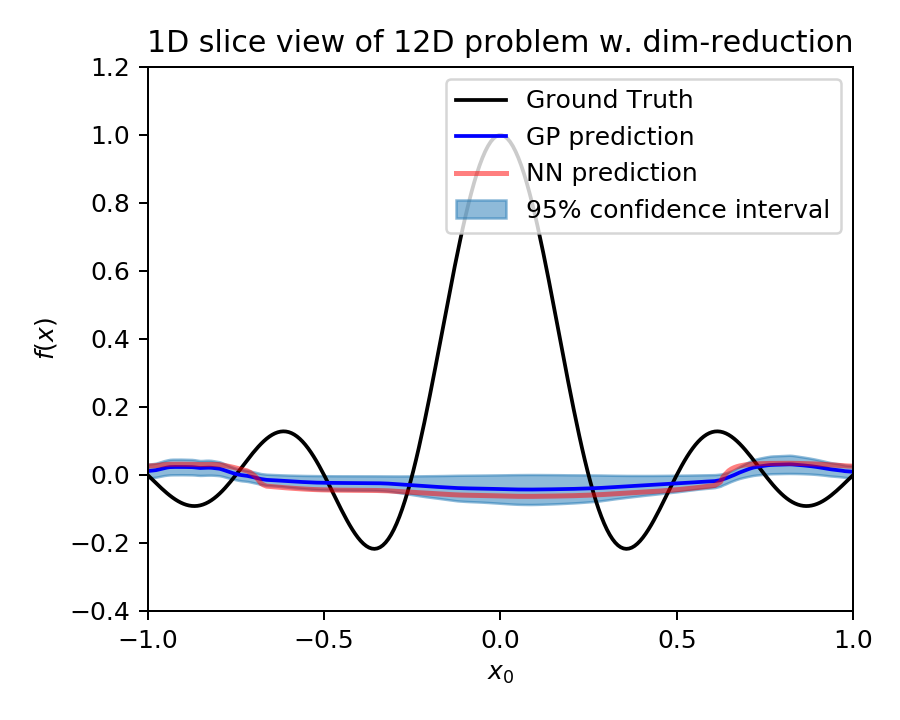 1D slice view of 12D problem w. dim-reduction
Ground Truth
GP prediction
NN prediction
95% confidence interval
1.2
1.0
0.8
0.6
0.4
0.2
0.0
−0.2
−0.4
f(x)
−1.0 −0.5 0.0 0.5 1.0
x₀